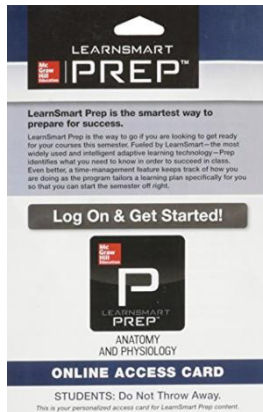 LEARNSMART
PREP™
Mc
Graw
Hill
Education
LearnSmart Prep is the smartest way to
prepare for success.
LearnSmart Prep is the way to go if you are looking to get ready
for your courses this semester. Fueled by LearnSmart—the most
widely used and intelligent adaptive learning technology—Prep
identifies what you need to know in order to succeed in class.
Even better, a time-management feature keeps track of how you
are doing as the program tailors a learning plan specifically for you
so that you can start the semester off right.
Log On & Get Started!
Mc
Graw
Hill
Education
P
LEARNSMART
PREP™
ANATOMY
AND PHYSIOLOGY
ONLINE ACCESS CARD
STUDENTS: Do Not Throw Away.
This is your personalized access card for LearnSmart Prep content.